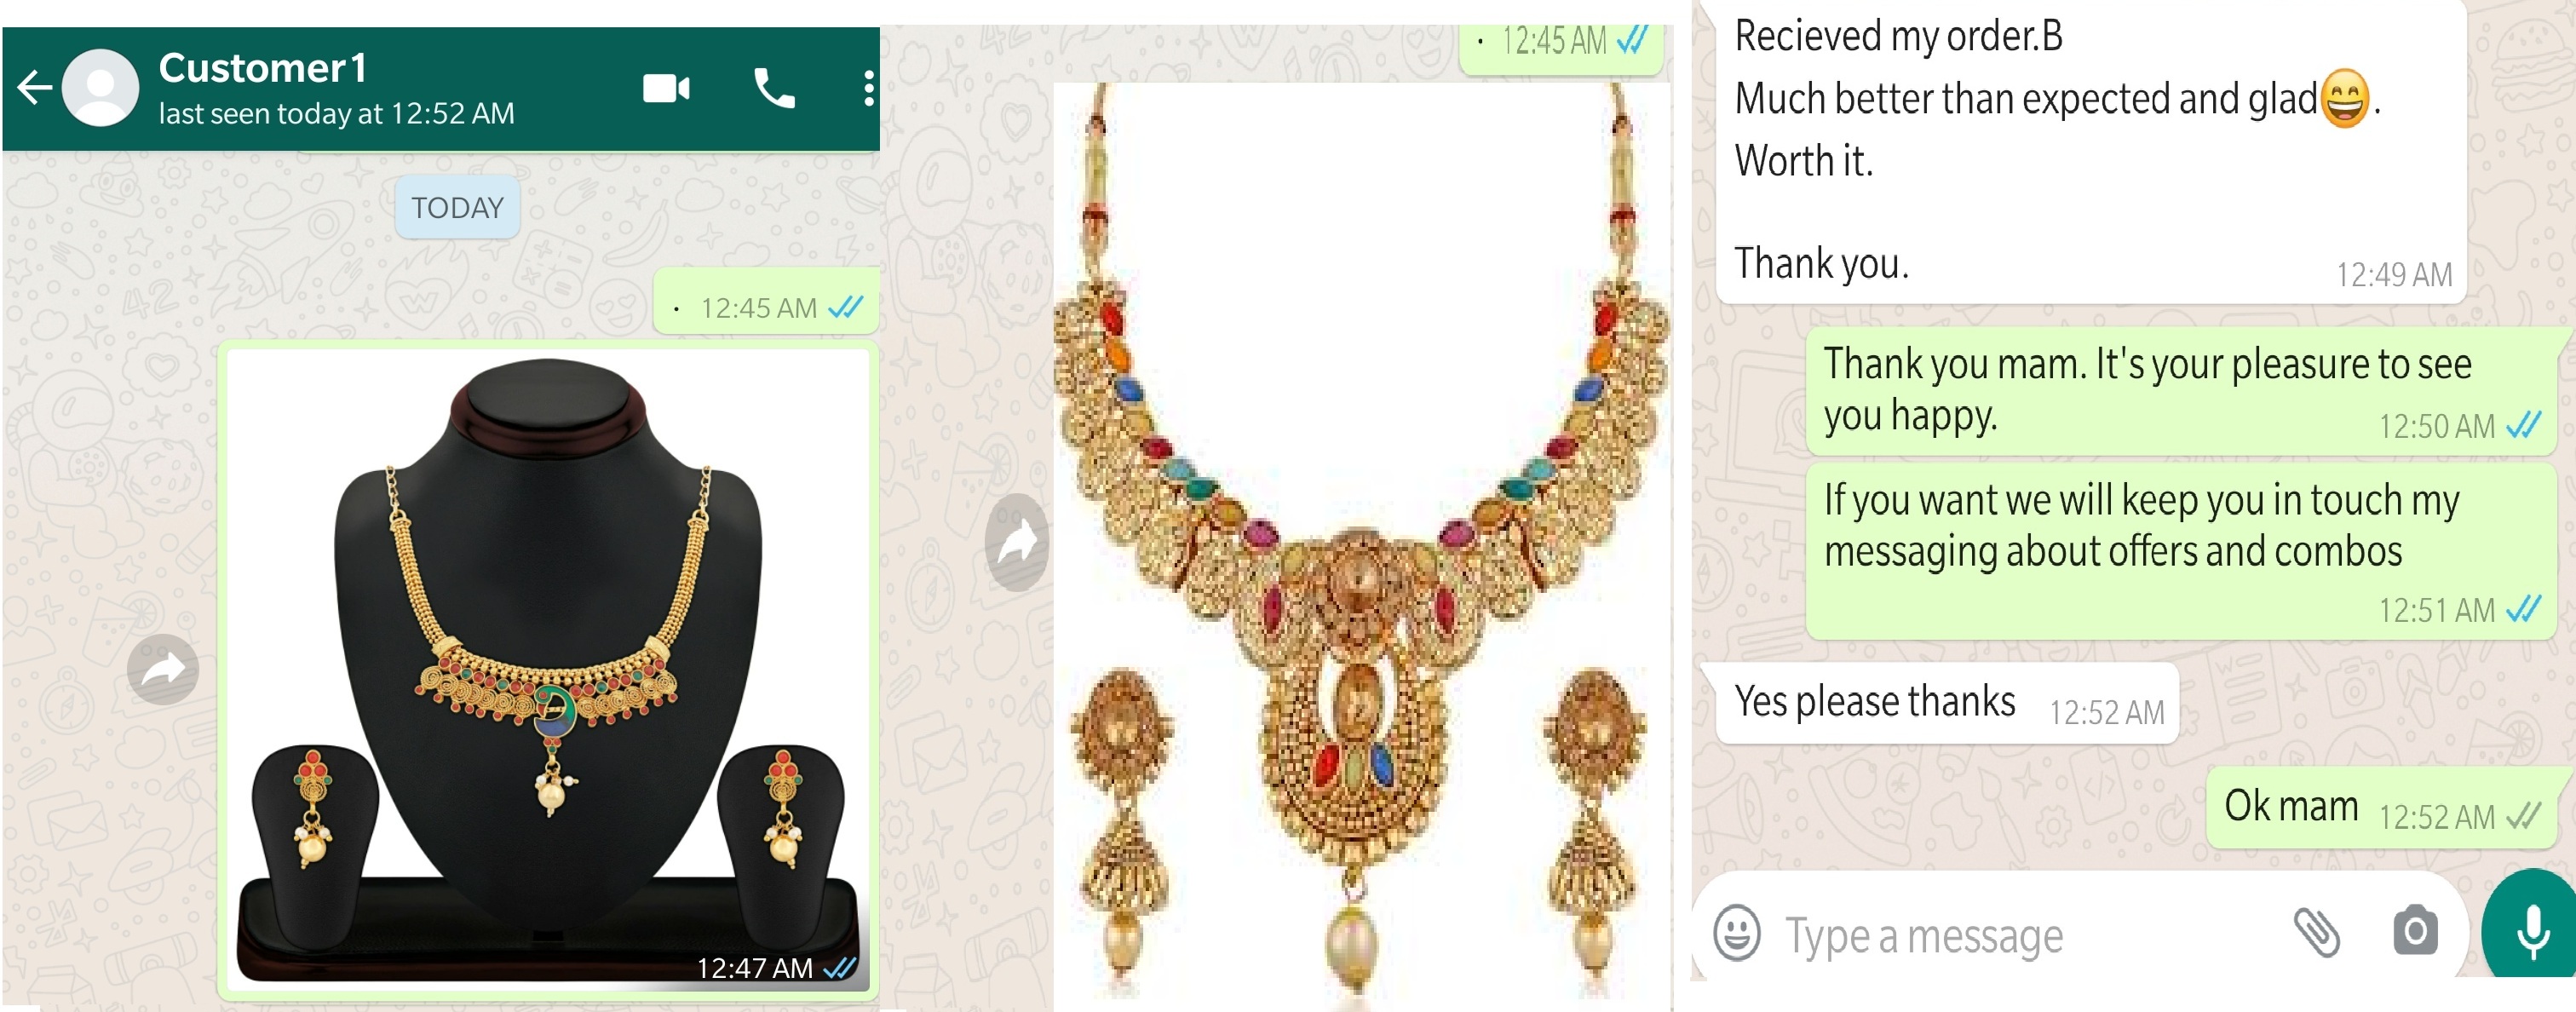 Customer1
last seen today at 12:52 AM
TODAY
. 12:45 AM
12:47 AM
. 12:45 AM
Recieved my order.B
Much better than expected and glad😄.
Worth it.
Thank you.
12:49 AM
Thank you mam. It's your pleasure to see
you happy.
12:50 AM
If you want we will keep you in touch my
messaging about offers and combos
12:51 AM
Yes please thanks 12:52 AM
Ok mam 12:52 AM
Type a message